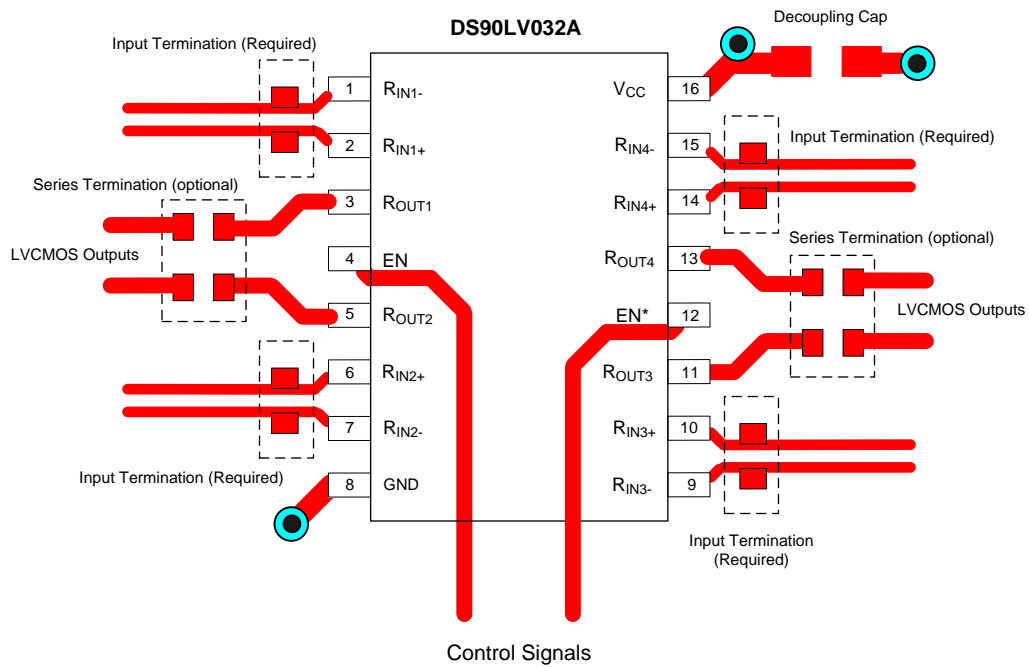 DS90LV032A
Decoupling Cap
Input Termination (Required)
1 RIN1-
VCC 16
2 RIN1+
RIN4- 15
Input Termination (Required)
Series Termination (optional)
3 ROUT1
RIN4+ 14
LVCMOS Outputs
4 EN
ROUT4 13
Series Termination (optional)
5 ROUT2
EN* 12
LVCMOS Outputs
6 RIN2+
ROUT3 11
7 RIN2-
RIN3+ 10
Input Termination (Required)
8 GND
RIN3- 9
Input Termination
(Required)
Control Signals